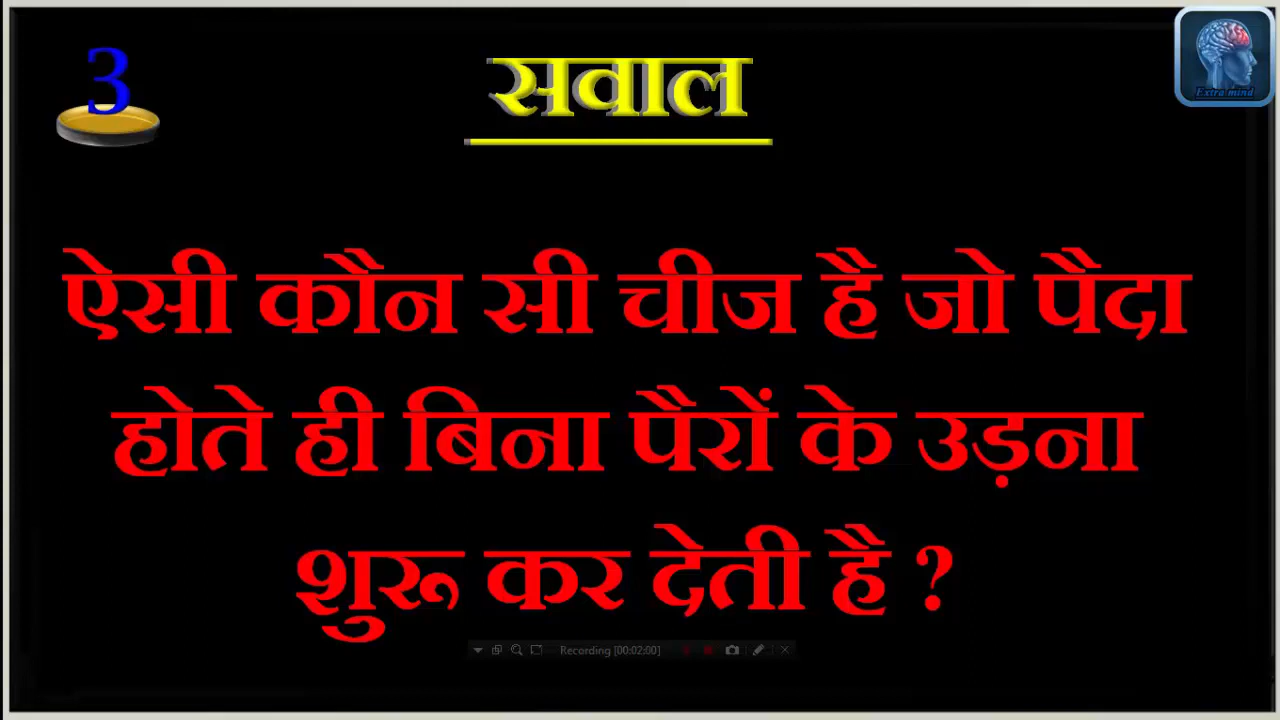 3
सवाल
Extra mind
ऐसी कौन सी चीज है जो पैदा
होते ही बिना पैरों के उड़ना
शुरू कर देती है ?
Recording [00:02:00]